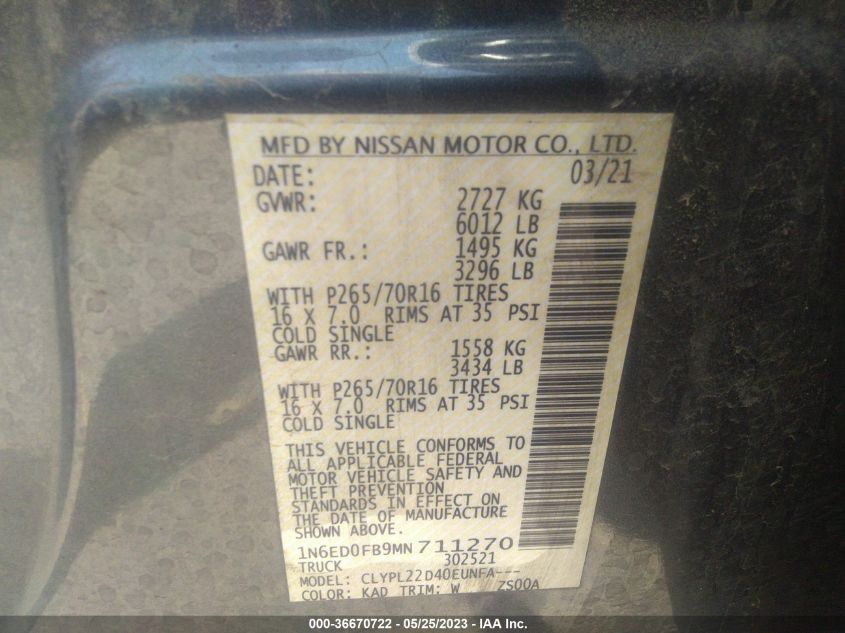 MFD BY NISSAN MOTOR CO., LTD.
DATE: 03/21
GVWR: 2727 KG
6012 LB
GAWR FR.: 1495 KG
3296 LB
WITH P265/70R16 TIRES
16 X 7.0 RIMS AT 35 PSI
COLD SINGLE
GAWR RR.: 1558 KG
3434 LB
WITH P265/70R16 TIRES
16 X 7.0 RIMS AT 35 PSI
COLD SINGLE
THIS VEHICLE CONFORMS TO
ALL APPLICABLE FEDERAL
MOTOR VEHICLE SAFETY AND
THEFT PREVENTION
STANDARDS IN EFFECT ON
THE DATE OF MANUFACTURE
SHOWN ABOVE.
1N6ED0FB9MN 711270
TRUCK 302521
MODEL: CLYPL22D40EUNFA---
COLOR: KAD TRIM: W ZS00A
000-36670722 - 05/25/2023 - IAA Inc.